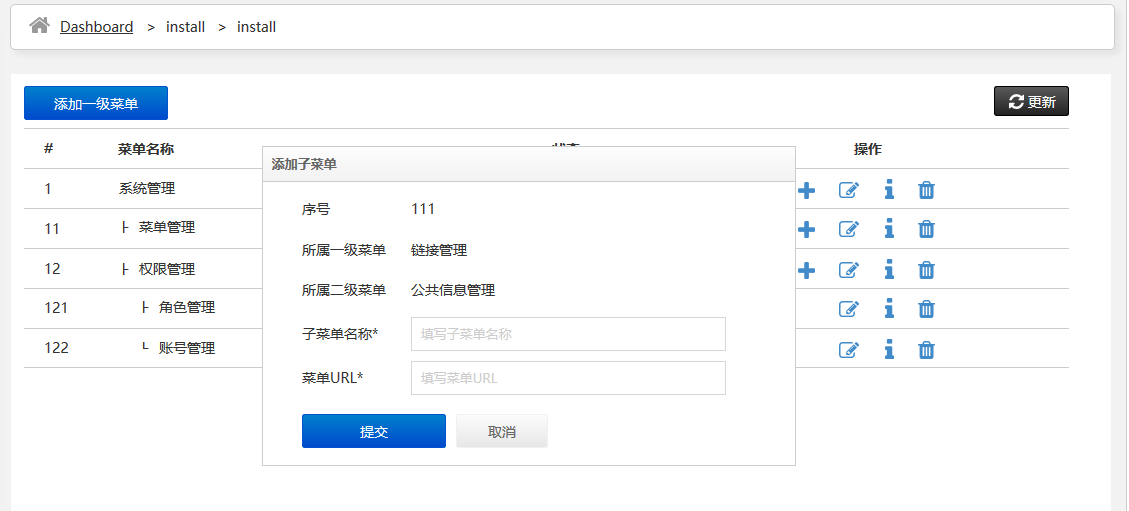 Dashboard > install > install
添加一级菜单 更新
# 菜单名称 操作
添加子菜单
1 系统管理
序号 111
11 ├ 菜单管理
所属一级菜单 链接管理
12 ├ 权限管理
所属二级菜单 公共信息管理
121 ├ 角色管理
子菜单名称* 填写子菜单名称
122 └ 账号管理
菜单URL* 填写菜单URL
提交 取消